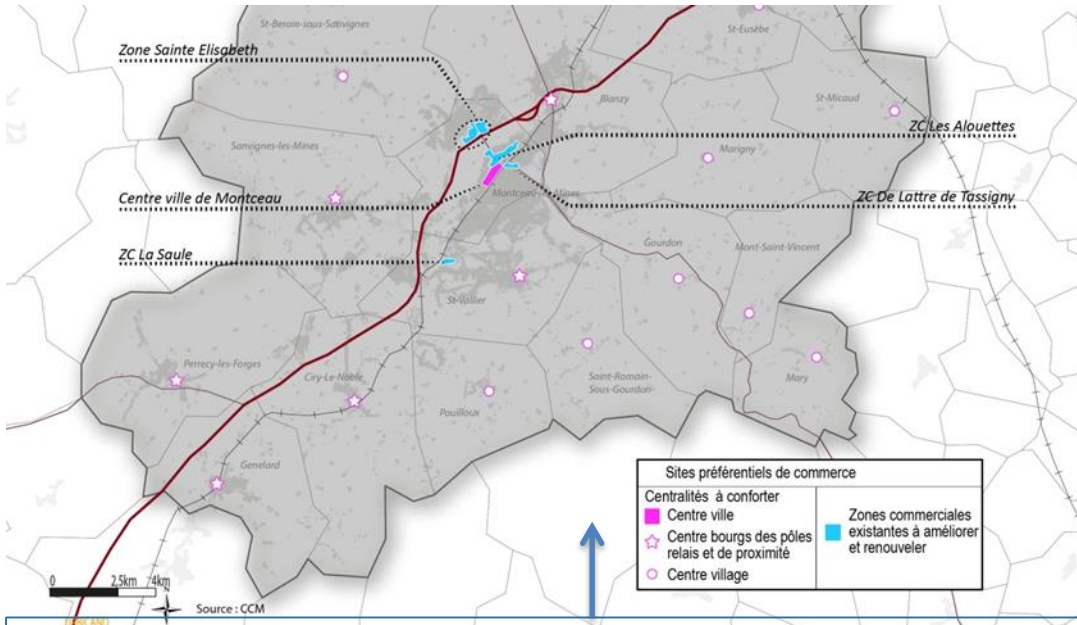 St-Berain-sous-Sanvignes
St-Eusèbe
Zone Sainte Elisabeth
Blanzy
St-Micaud
ZC Les Alouettes
Sanvignes-les-Mines
Marigny
Centre ville de Montceau
Montceau-les-Mines
ZC De Lattre de Tassigny
Gourdon
Mont-Saint-Vincent
ZC La Saule
St-Vallier
Perrecy-les-Forges
Ciry-Le-Noble
Saint-Romain-
Sous-Gourdon
Mary
Pouilloux
Genelard
Sites préférentiels de commerce
Centralités à conforter
Centre ville
Centre bourgs des pôles
relais et de proximité
Centre village
Zones commerciales
existantes à améliorer
et renouveler
0 2,5km 4km
Source : CCM